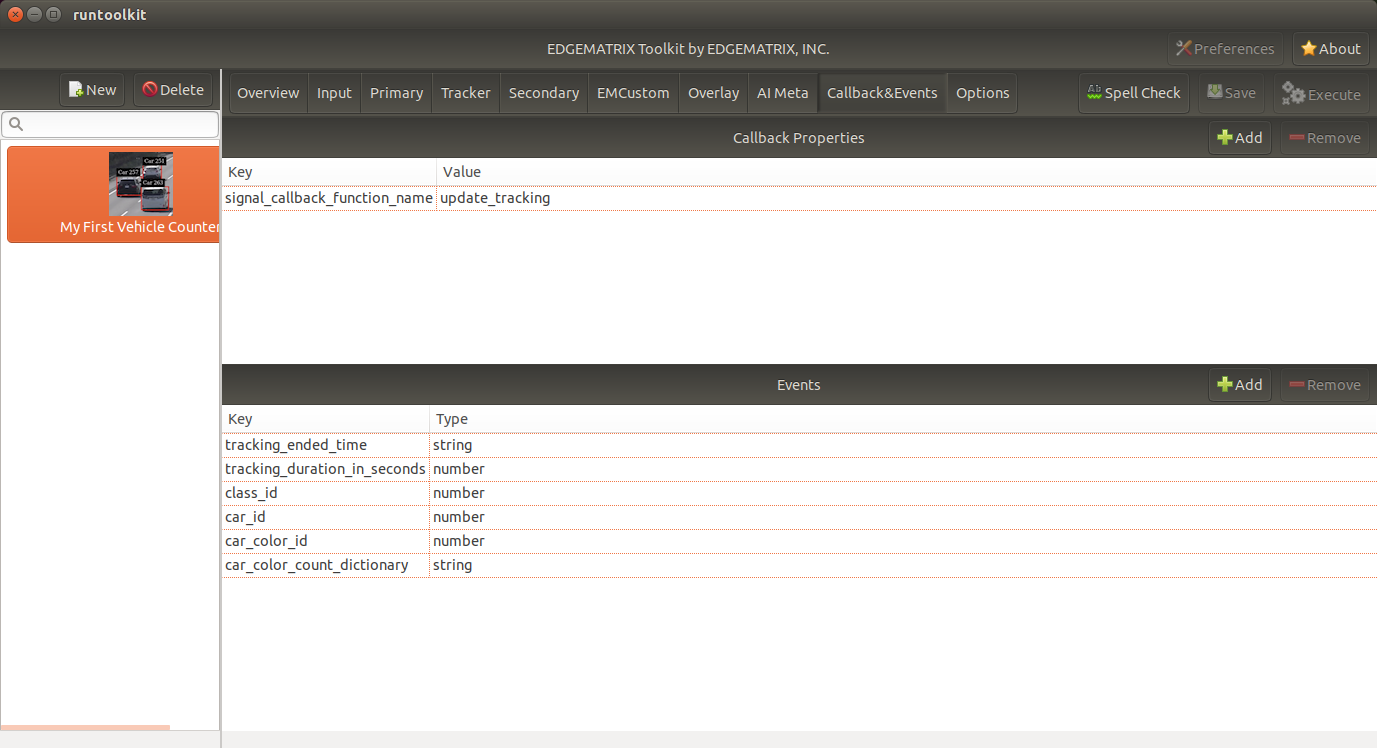 runtoolkit
EDGEMATRIX Toolkit by EDGEMATRIX, INC.
Preferences
About
New
Delete
Overview
Input
Primary
Tracker
Secondary
EMCustom
Overlay
AI Meta
Callback&Events
Options
Ab Spell Check
Save
Execute
Car 251
Car 257
Car 263
My First Vehicle Counter
Callback Properties
Add
Remove
Key Value
signal_callback_function_name update_tracking
Events
Add
Remove
Key Type
tracking_ended_time string
tracking_duration_in_seconds number
class_id number
car_id number
car_color_id number
car_color_count_dictionary string